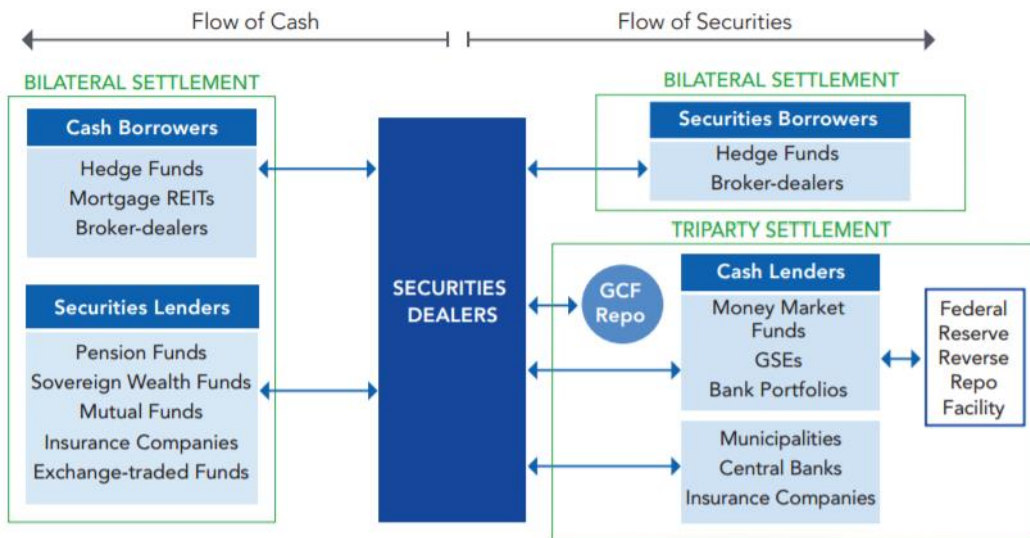 Flow of Cash
Flow of Securities
BILATERAL SETTLEMENT
Cash Borrowers
Hedge Funds
Mortgage REITs
Broker-dealers
Securities Lenders
Pension Funds
Sovereign Wealth Funds
Mutual Funds
Insurance Companies
Exchange-traded Funds
SECURITIES
DEALERS
BILATERAL SETTLEMENT
Securities Borrowers
Hedge Funds
Broker-dealers
TRIPARTY SETTLEMENT
GCF
Repo
Cash Lenders
Money Market
Funds
GSEs
Bank Portfolios
Municipalities
Central Banks
Insurance Companies
Federal
Reserve
Reverse
Repo
Facility